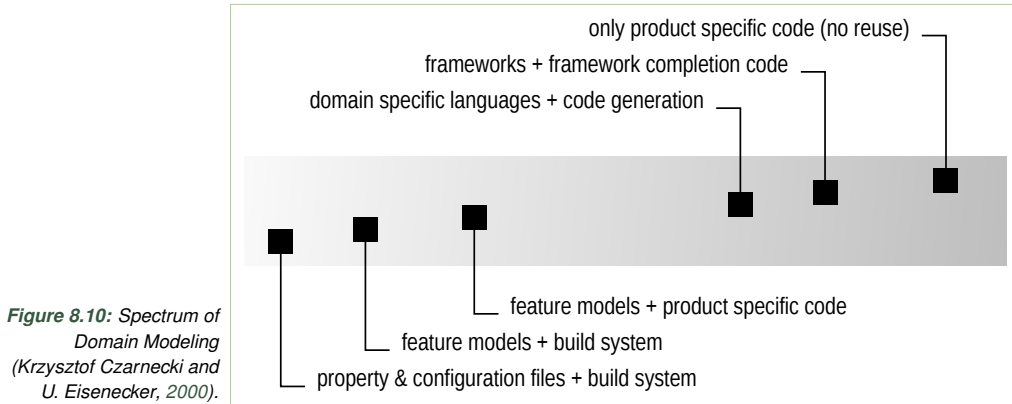 only product specific code (no reuse)
frameworks + framework completion code
domain specific languages + code generation
feature models + product specific code
feature models + build system
property & configuration files + build system
Figure 8.10: Spectrum of
Domain Modeling
(Krzysztof Czarnecki and
U. Eisenecker, 2000).